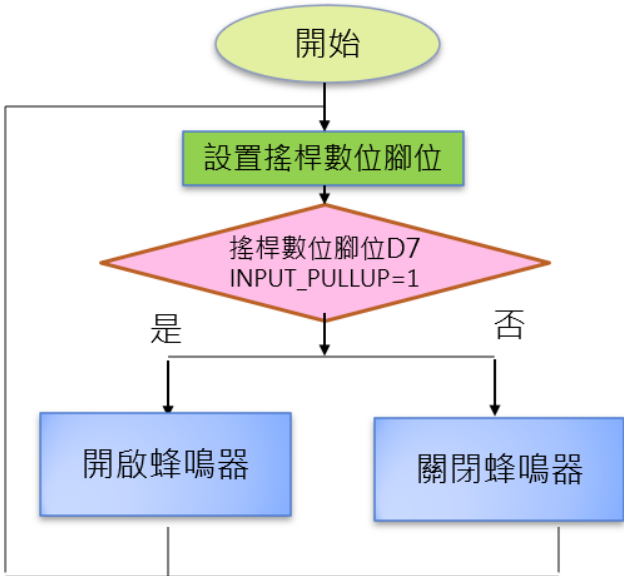 開始
設置搖桿數位腳位
搖桿數位腳位D7
INPUT_PULLUP=1
是
否
開啟蜂鳴器
關閉蜂鳴器